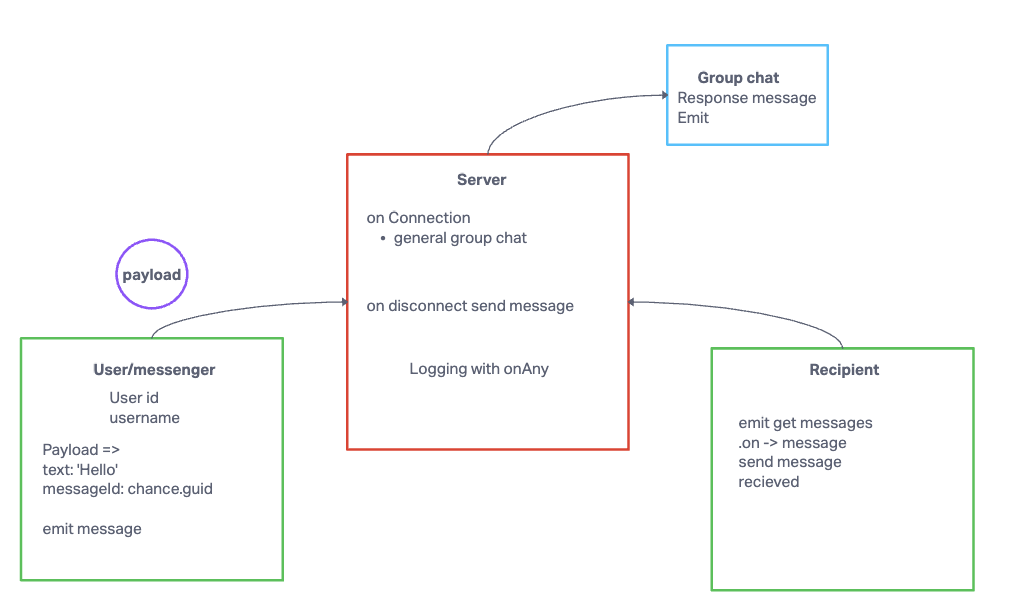 Group chat
Response message
Emit
Server
on Connection
• general group chat
on disconnect send message
Logging with onAny
payload
User/messenger
User id
username
Payload =>
text: 'Hello'
messageId: chance.guid
emit message
Recipient
emit get messages
.on -> message
send message
recieved